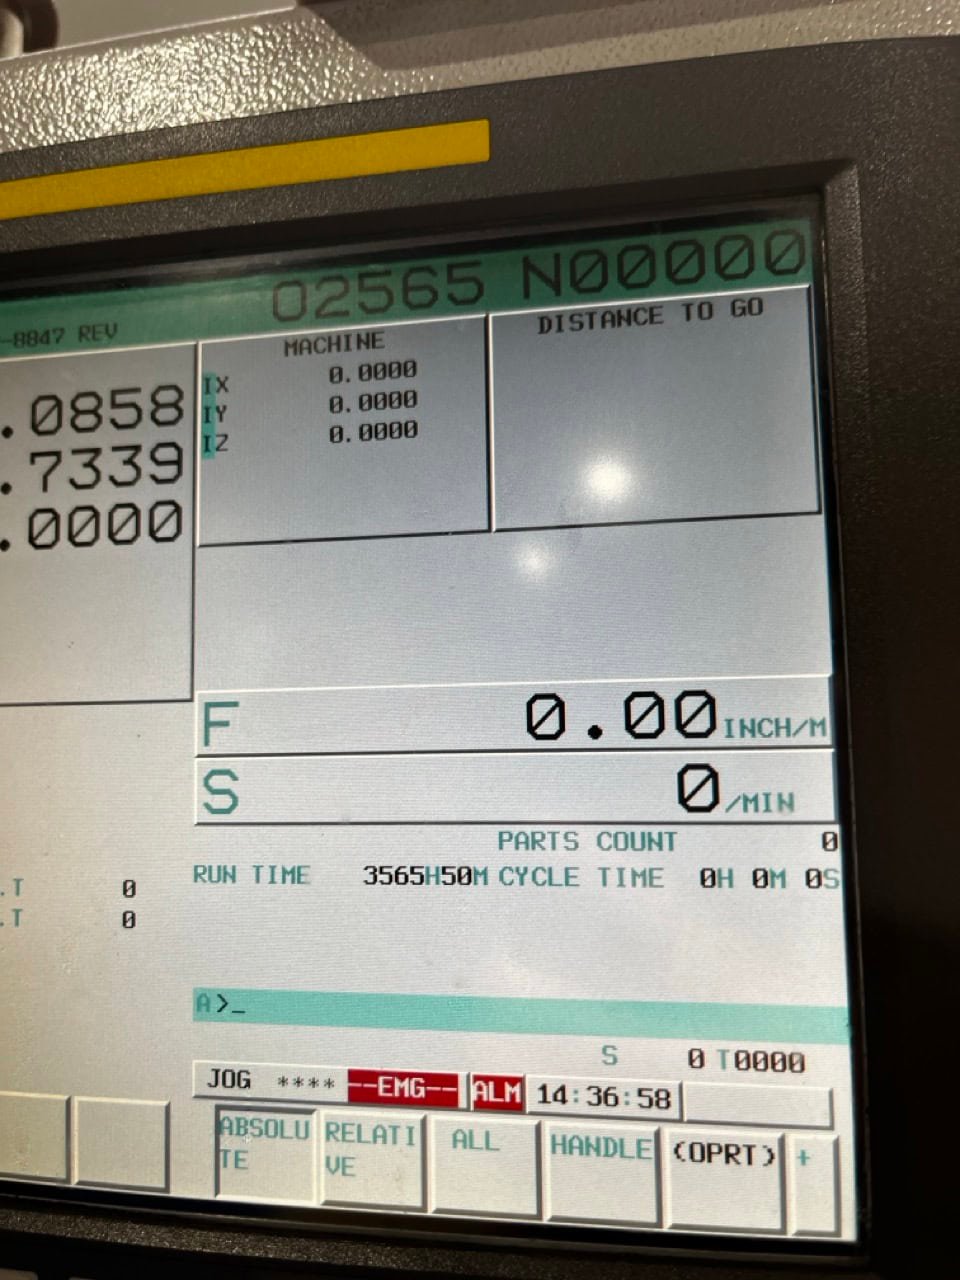 O2565 N00000
-8847 REV
MACHINE
DISTANCE TO GO
IX 0.0000
IY 0.0000
IZ 0.0000
.0858
.7339
.0000
F 0.00 INCH/M
S 0 /MIN
PARTS COUNT 0
RUN TIME 3565H50M CYCLE TIME 0H 0M 0S
.T 0
.T 0
A>_
S 0 T0000
JOG **** --EMG-- ALM 14:36:58
ABSOLU
TE
RELATI
VE
ALL
HANDLE
(OPRT)
+